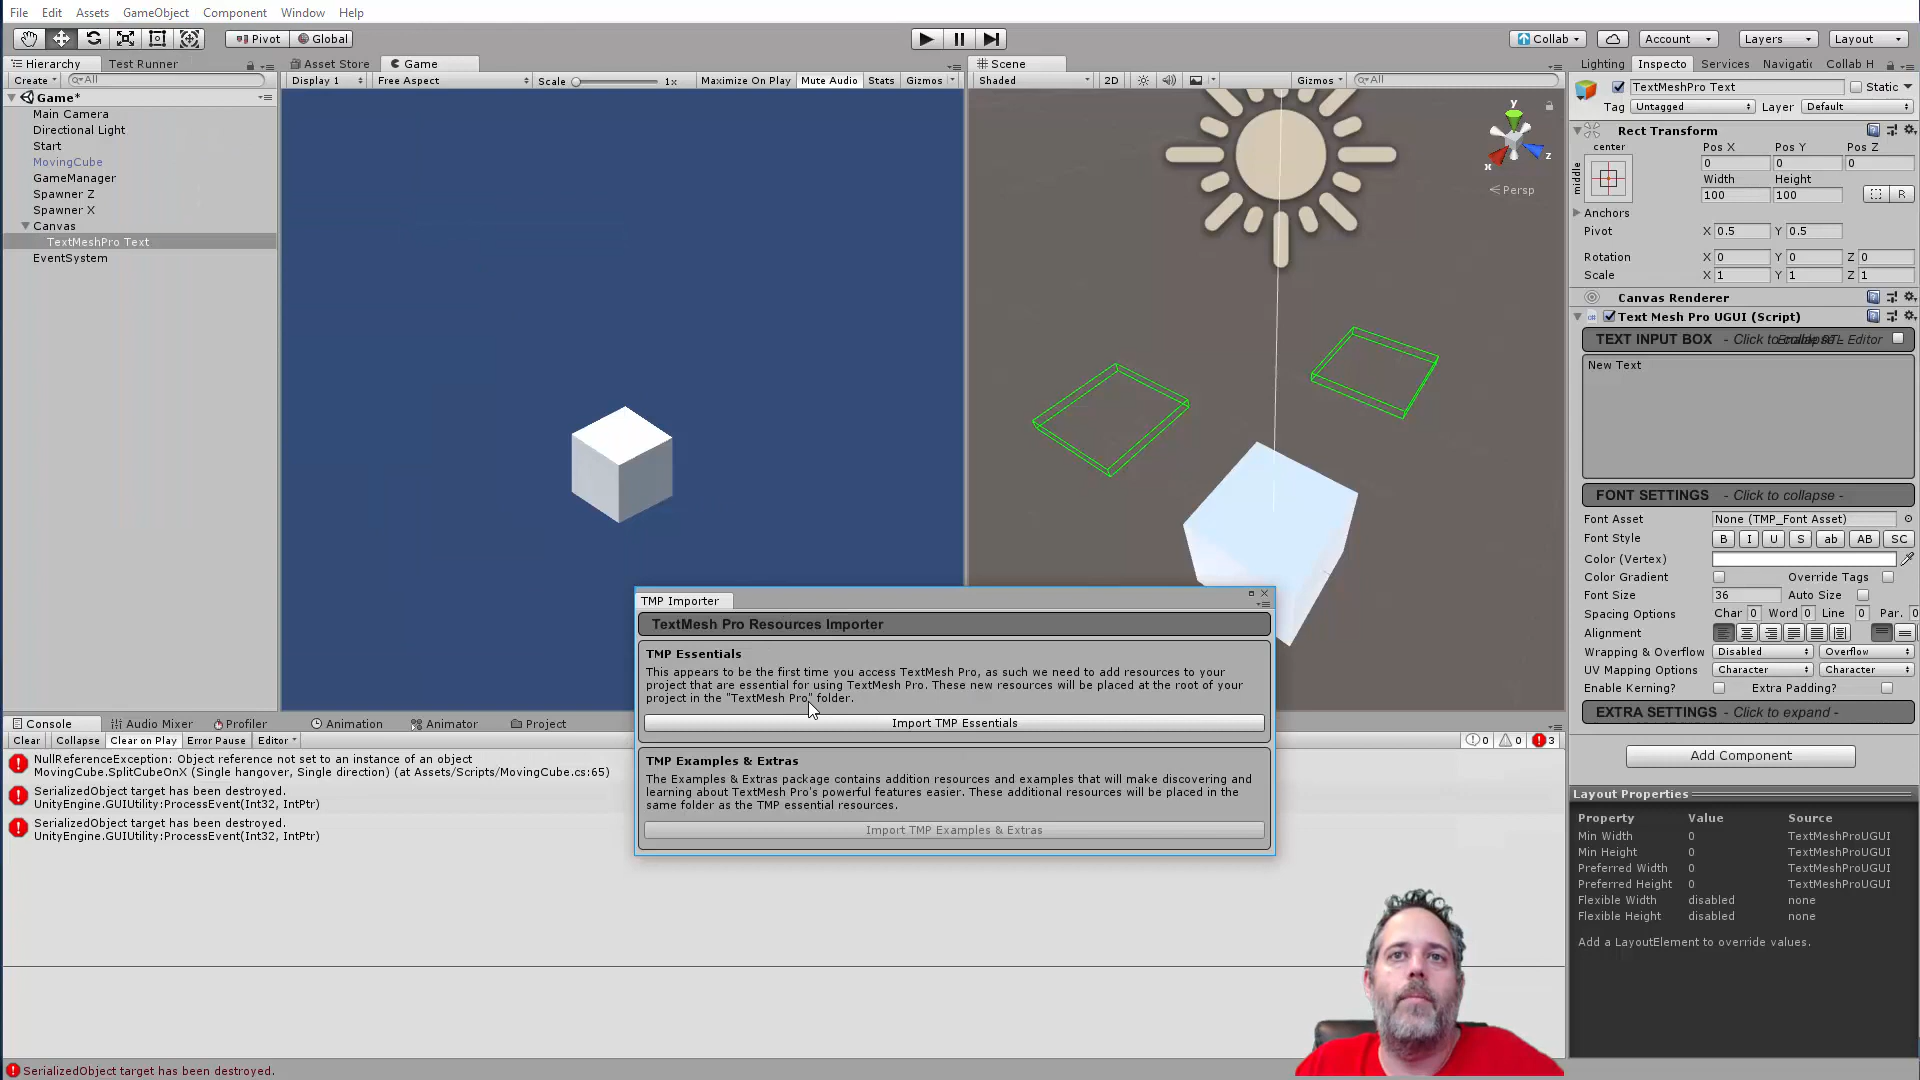 File Edit Assets GameObject Component Window Help
Pivot Global
Collab Account Layers Layout
Hierarchy Test Runner
Create All
Game*
Main Camera
Directional Light
Start
MovingCube
GameManager
Spawner Z
Spawner X
Canvas
TextMeshPro Text
EventSystem
Asset Store Game
Display 1 Free Aspect Scale 1x Maximize On Play Mute Audio Stats Gizmos
Scene
Shaded 2D Gizmos All
y
x
z
Persp
Lighting Inspecto Services Navigatic Collab H
TextMeshPro Text Static
Tag Untagged Layer Default
Rect Transform
center
middle
Pos X Pos Y Pos Z
0 0 0
Width Height
100 100 R
Anchors
Pivot X 0.5 Y 0.5
Rotation X 0 Y 0 Z 0
Scale X 1 Y 1 Z 1
Canvas Renderer
Text Mesh Pro UGUI (Script)
TEXT INPUT BOX - Click to collapse - Editor
New Text
FONT SETTINGS - Click to collapse -
Font Asset None (TMP_Font Asset)
Font Style B I U S ab AB SC
Color (Vertex)
Color Gradient Override Tags
Font Size 36 Auto Size
Spacing Options Char 0 Word 0 Line 0 Par. 0
Alignment
Wrapping & Overflow Disabled Overflow
UV Mapping Options Character Character
Enable Kerning? Extra Padding?
EXTRA SETTINGS - Click to expand -
Add Component
Layout Properties
Property Value Source
Min Width 0 TextMeshProUGUI
Min Height 0 TextMeshProUGUI
Preferred Width 0 TextMeshProUGUI
Preferred Height 0 TextMeshProUGUI
Flexible Width disabled none
Flexible Height disabled none
Add a LayoutElement to override values.
TMP Importer
TextMesh Pro Resources Importer
TMP Essentials
This appears to be the first time you access TextMesh Pro, as such we need to add resources to your
project that are essential for using TextMesh Pro. These new resources will be placed at the root of your
project in the "TextMesh Pro" folder.
Import TMP Essentials
TMP Examples & Extras
The Examples & Extras package contains addition resources and examples that will make discovering and
learning about TextMesh Pro's powerful features easier. These additional resources will be placed in the
same folder as the TMP essential resources.
Import TMP Examples & Extras
Console Audio Mixer Profiler Animation Animator Project
Clear Collapse Clear on Play Error Pause Editor 0 0 3
NullReferenceException: Object reference not set to an instance of an object
MovingCube.SplitCubeOnX (Single hangover, Single direction) (at Assets/Scripts/MovingCube.cs:65)
SerializedObject target has been destroyed.
UnityEngine.GUIUtility:ProcessEvent(Int32, IntPtr)
SerializedObject target has been destroyed.
UnityEngine.GUIUtility:ProcessEvent(Int32, IntPtr)
SerializedObject target has been destroyed.